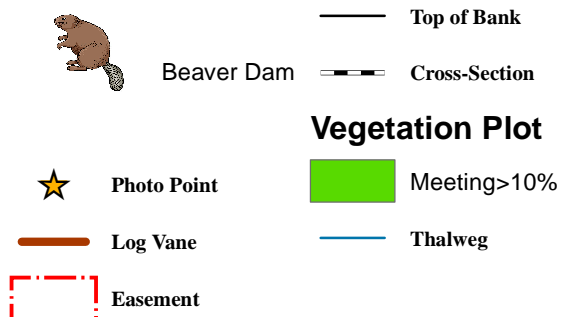 Top of Bank
Beaver Dam
Cross-Section
Vegetation Plot
Photo Point
Meeting>10%
Log Vane
Thalweg
Easement